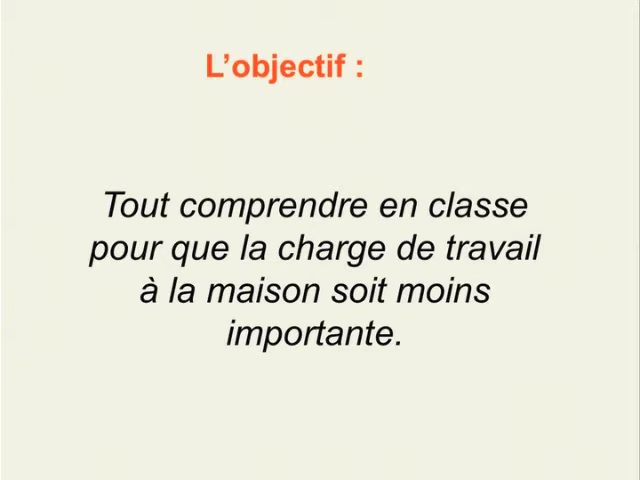 L’objectif :
Tout comprendre en classe
pour que la charge de travail
à la maison soit moins
importante.